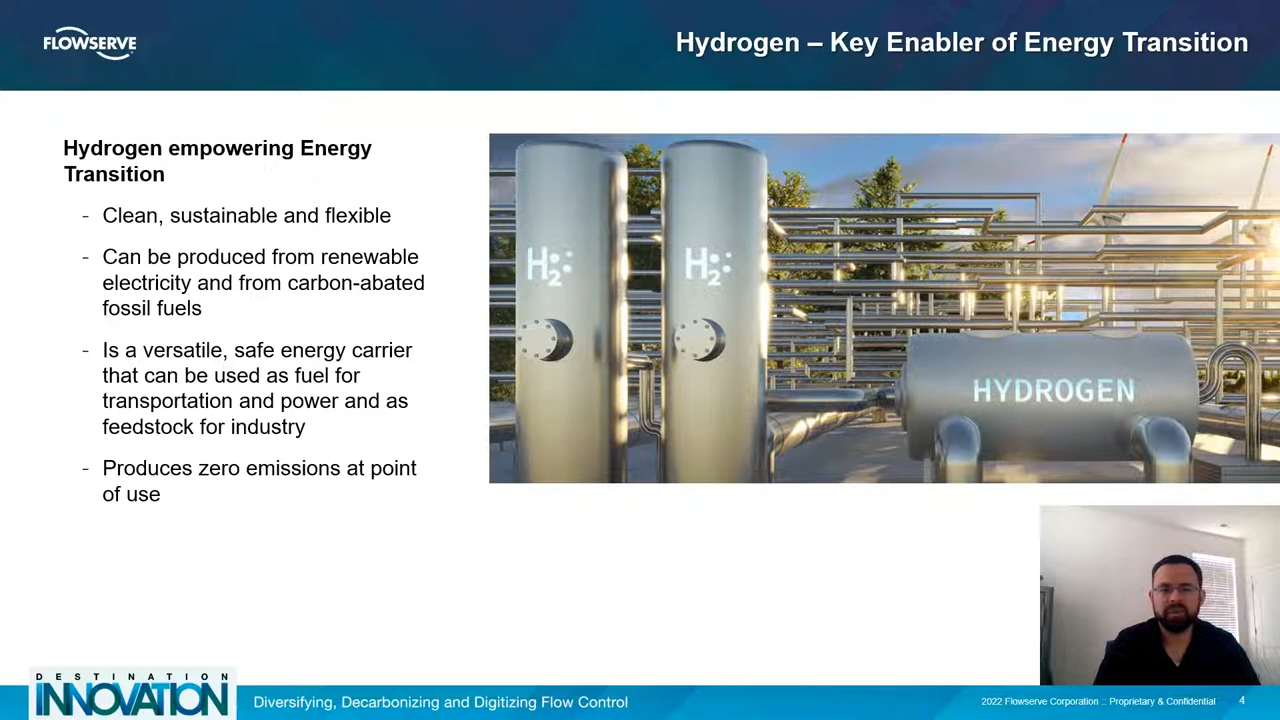 FLOWSERVE
Hydrogen – Key Enabler of Energy Transition
Hydrogen empowering Energy
Transition
- Clean, sustainable and flexible
- Can be produced from renewable
electricity and from carbon-abated
fossil fuels
- Is a versatile, safe energy carrier
that can be used as fuel for
transportation and power and as
feedstock for industry
- Produces zero emissions at point
of use
H2
H2
HYDROGEN
DESTINATION
INNOVATION
Diversifying, Decarbonizing and Digitizing Flow Control
2022 Flowserve Corporation :: Proprietary & Confidential
4